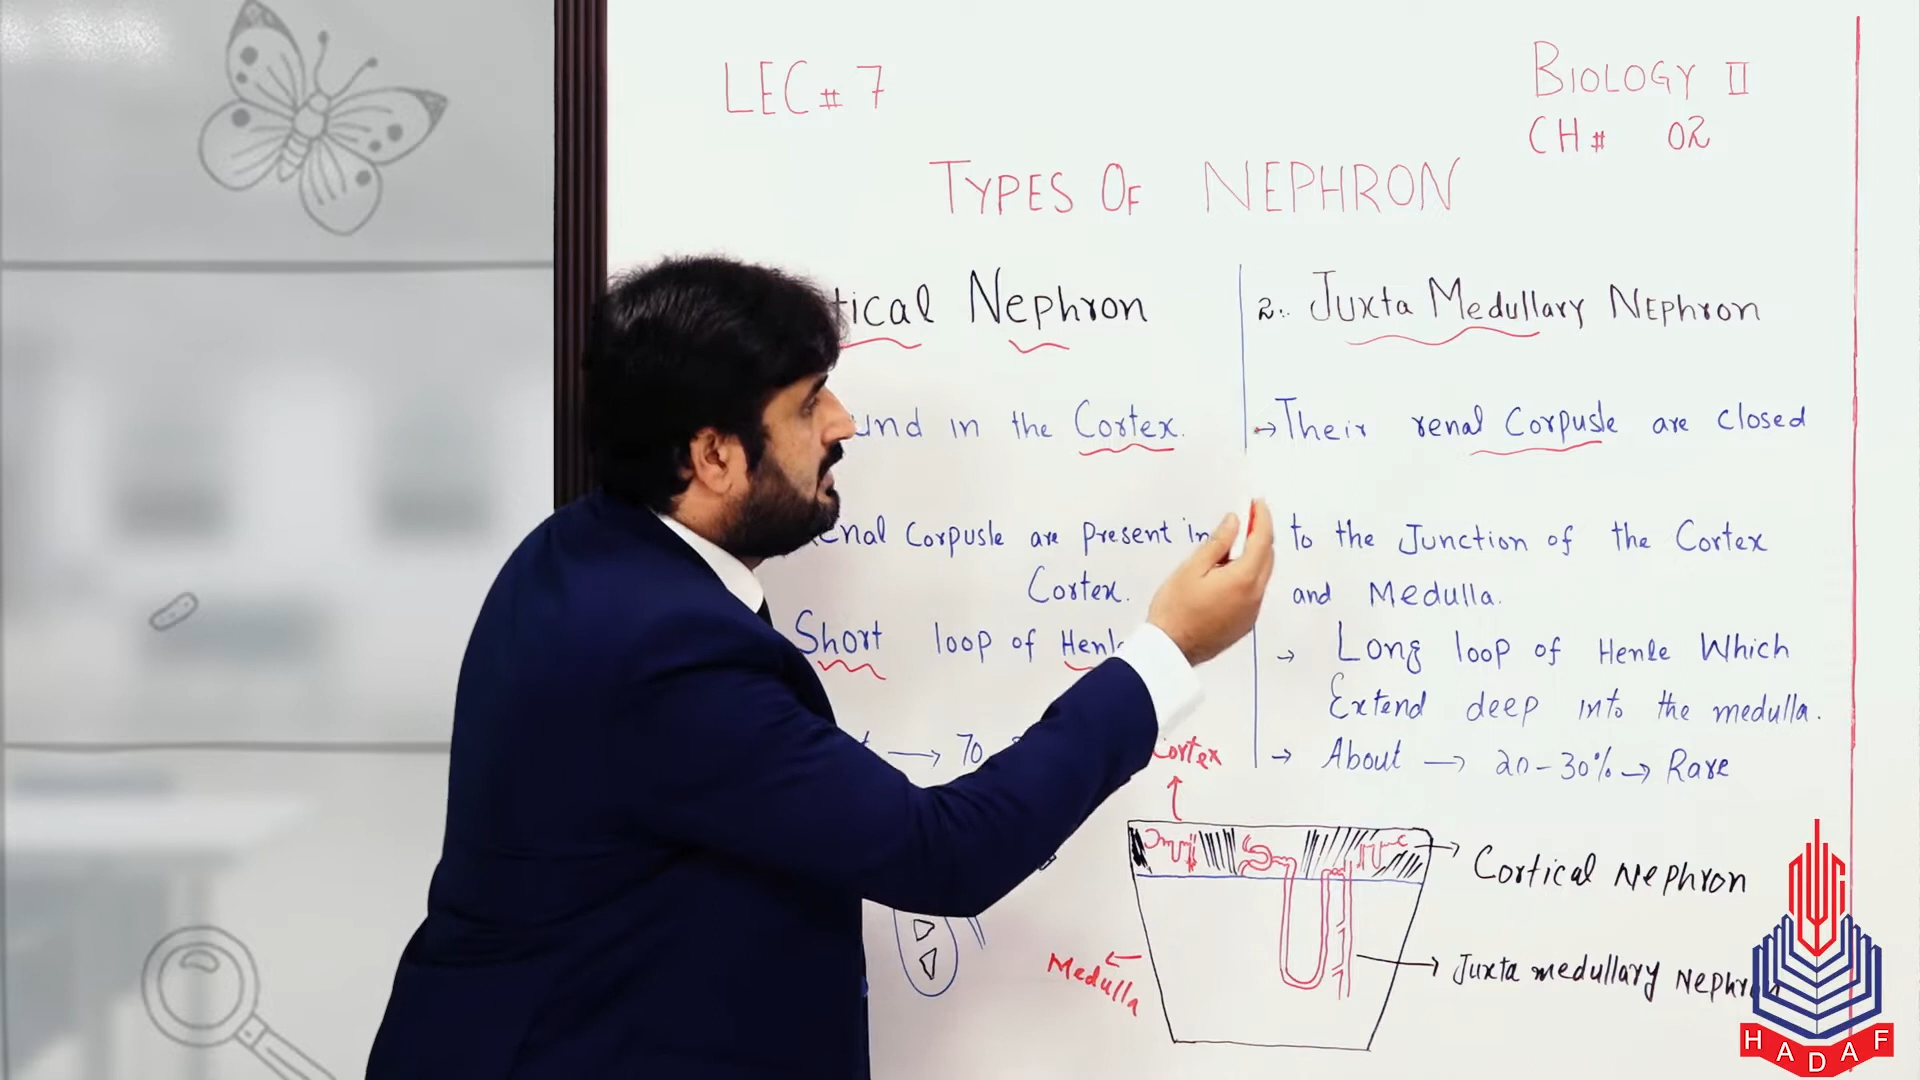 LEC# 7
BIOLOGY II
CH# 02
TYPES OF NEPHRON
tical Nephron
2:. Juxta Medullary Nephron
und in the Cortex.
→ Their renal Corpusle are closed
enal Corpusle are present in
to the Junction of the Cortex
Cortex.
and Medulla.
Short loop of Henl
→ Long loop of Henle Which
Extend deep into the medulla.
→ 70
→ About → 20-30% → Rare
Cortex
Cortical Nephron
Medulla
Juxta medullary Nephron
HADAF